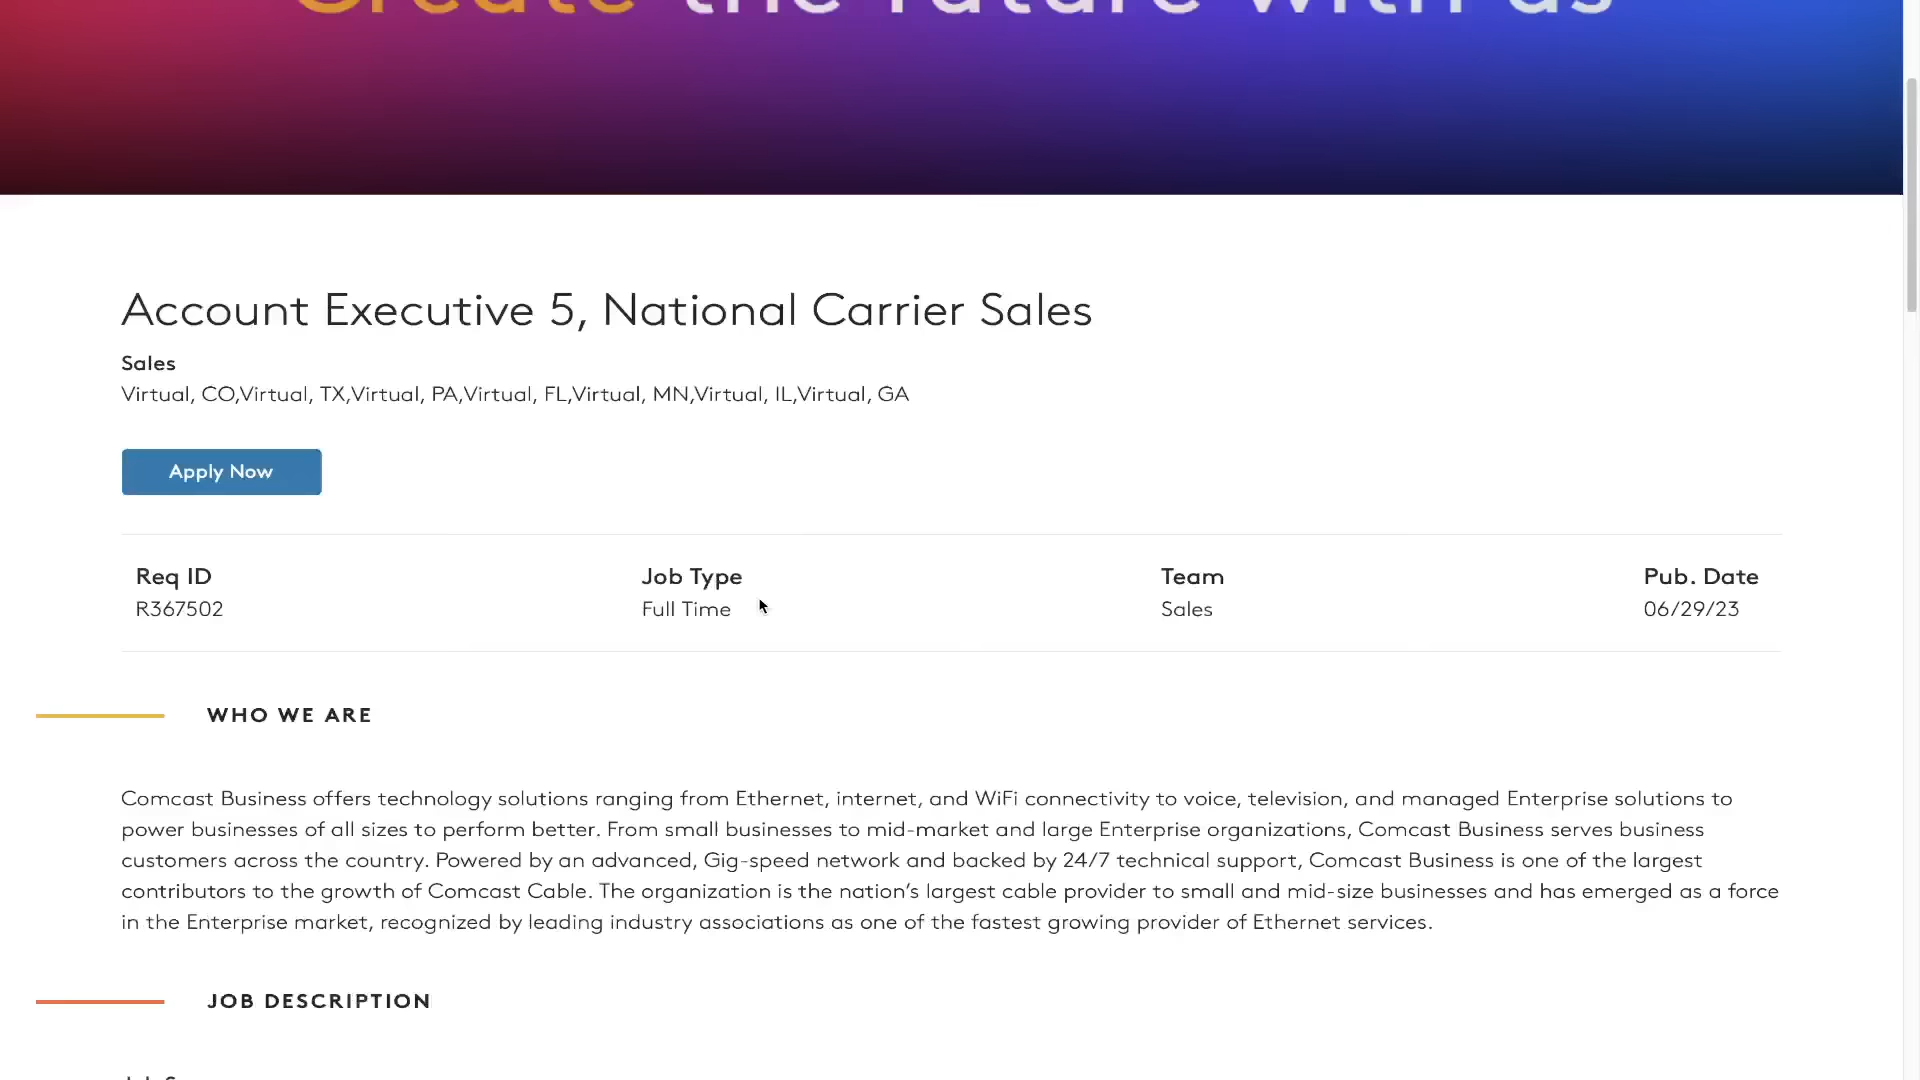 Create the future with us
Account Executive 5, National Carrier Sales
Sales
Virtual, CO,Virtual, TX,Virtual, PA,Virtual, FL,Virtual, MN,Virtual, IL,Virtual, GA
Apply Now
Req ID
R367502
Job Type
Full Time
Team
Sales
Pub. Date
06/29/23
WHO WE ARE
Comcast Business offers technology solutions ranging from Ethernet, internet, and WiFi connectivity to voice, television, and managed Enterprise solutions to
power businesses of all sizes to perform better. From small businesses to mid-market and large Enterprise organizations, Comcast Business serves business
customers across the country. Powered by an advanced, Gig-speed network and backed by 24/7 technical support, Comcast Business is one of the largest
contributors to the growth of Comcast Cable. The organization is the nation’s largest cable provider to small and mid-size businesses and has emerged as a force
in the Enterprise market, recognized by leading industry associations as one of the fastest growing provider of Ethernet services.
JOB DESCRIPTION